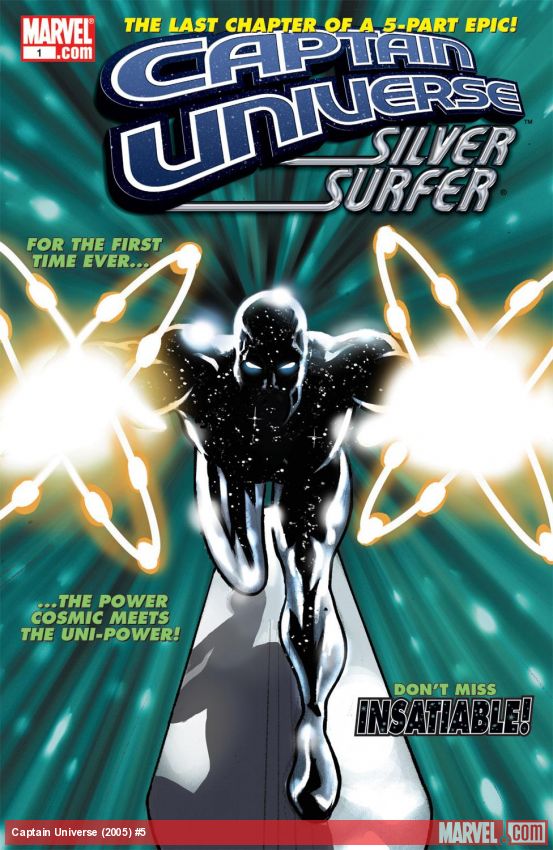 MARVEL
1
.com
THE LAST CHAPTER OF A 5-PART EPIC!
CAPTAIN
UNIVERSE
TM
SILVER
SURFER
®
FOR THE FIRST
TIME EVER...
...THE POWER
COSMIC MEETS
THE UNI-POWER!
DON'T MISS
INSATIABLE!
Captain Universe (2005) #5
MARVEL.COM